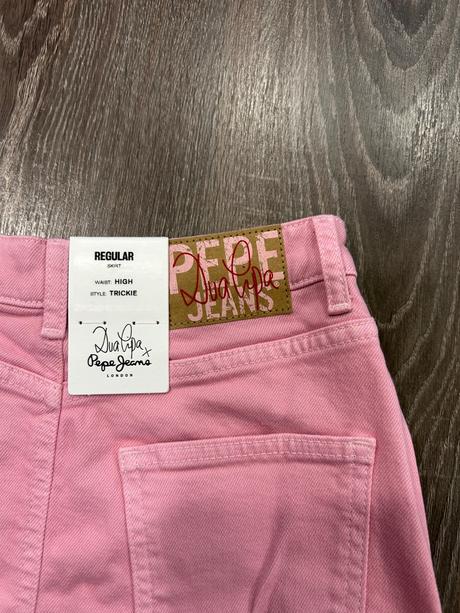 REGULAR
SKIRT
WAIST: HIGH
STYLE: TRICKIE
Dua Lipa x
Pepe Jeans
LONDON
PEPE
Dua Lipa
JEANS